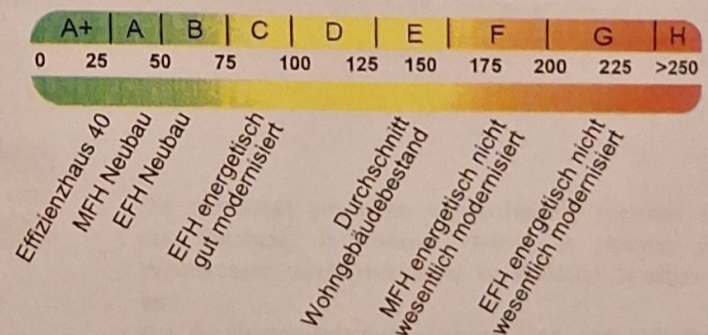 A+ | A | B | C | D | E | F | G | H
0 25 50 75 100 125 150 175 200 225 >250
Effizienzhaus 40
MFH Neubau
EFH Neubau
EFH energetisch
gut modernisiert
Durchschnitt
Wohngebäudebestand
MFH energetisch nicht
wesentlich modernisiert
EFH energetisch nicht
wesentlich modernisiert